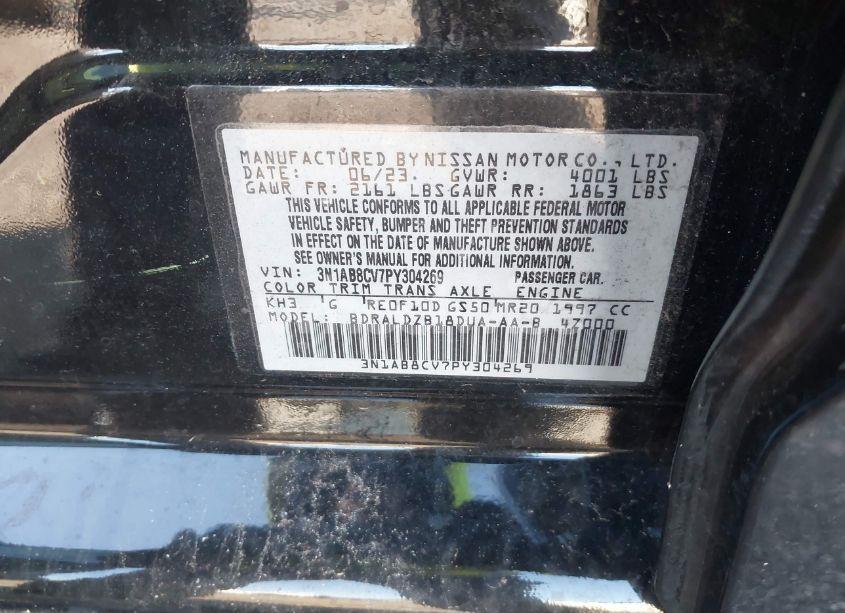 MANUFACTURED BY NISSAN MOTOR CO., LTD.
DATE: 06/23 GVWR: 4001 LBS
GAWR FR: 2161 LBS GAWR RR: 1863 LBS
THIS VEHICLE CONFORMS TO ALL APPLICABLE FEDERAL MOTOR
VEHICLE SAFETY, BUMPER AND THEFT PREVENTION STANDARDS
IN EFFECT ON THE DATE OF MANUFACTURE SHOWN ABOVE.
SEE OWNER'S MANUAL FOR ADDITIONAL INFORMATION.
VIN: 3N1AB8CV7PY304269 PASSENGER CAR.
COLOR TRIM TRANS AXLE ENGINE
KH3 G RE0F10D GS50 MR20 1997 CC
MODEL: BDRALDZB18DUA-AA-B 4Z000
3N1AB8CV7PY304269